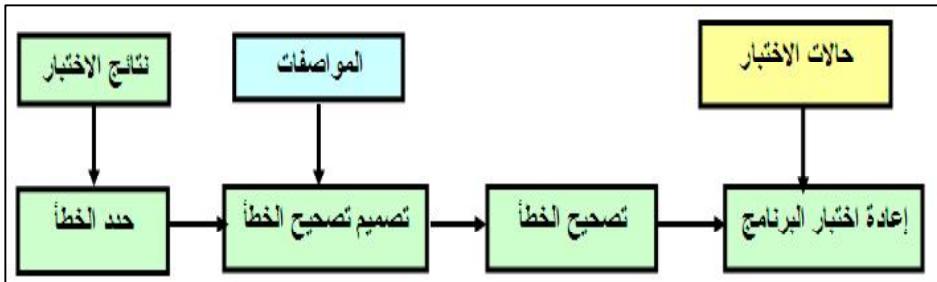 نتائج الاختبار
المواصفات
حالات الاختبار
حدد الخطأ
تصميم تصحيح الخطأ
تصحيح الخطأ
إعادة اختبار البرنامج